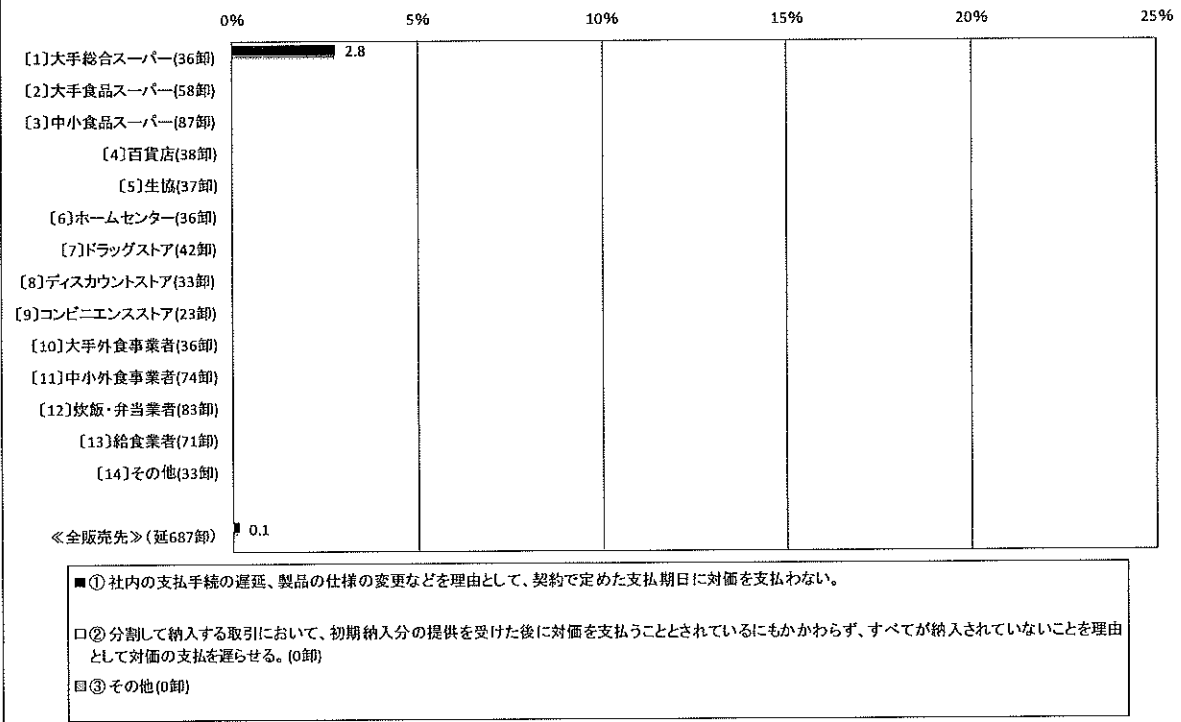 0% 5% 10% 15% 20% 25%
〔1〕大手総合スーパー(36卸) 2.8
〔2〕大手食品スーパー(58卸)
〔3〕中小食品スーパー(87卸)
〔4〕百貨店(38卸)
〔5〕生協(37卸)
〔6〕ホームセンター(36卸)
〔7〕ドラッグストア(42卸)
〔8〕ディスカウントストア(33卸)
〔9〕コンビニエンスストア(23卸)
〔10〕大手外食事業者(36卸)
〔11〕中小外食事業者(74卸)
〔12〕炊飯・弁当業者(83卸)
〔13〕給食業者(71卸)
〔14〕その他(33卸)
≪全販売先≫(延687卸) 0.1
■①社内の支払手続の遅延、製品の仕様の変更などを理由として、契約で定めた支払期日に対価を支払わない。
□②分割して納入する取引において、初期納入分の提供を受けた後に対価を支払うこととされているにもかかわらず、すべてが納入されていないことを理由
として対価の支払を遅らせる。(0卸)
③その他(0卸)